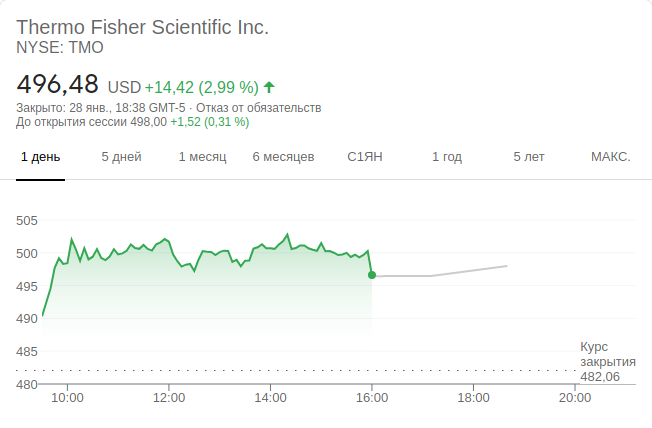 Thermo Fisher Scientific Inc.
NYSE: TMO
496,48 USD +14,42 (2,99 %)
Закрыто: 28 янв., 18:38 GMT-5 · Отказ от обязательств
До открытия сессии 498,00 +1,52 (0,31 %)
1 день 5 дней 1 месяц 6 месяцев С1ЯН 1 год 5 лет МАКС.
505
500
495
490
485
480
Курс
закрытия
482,06
10:00 12:00 14:00 16:00 18:00 20:00